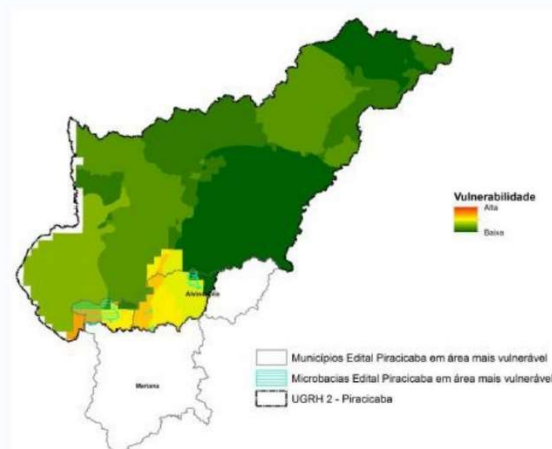 Vulnerabilidade
Alta
Baixa
Mariana
Municípios Edital Piracicaba em área mais vulnerável
Microbacias Edital Piracicaba em área mais vulnerável
UGRH 2 - Piracicaba